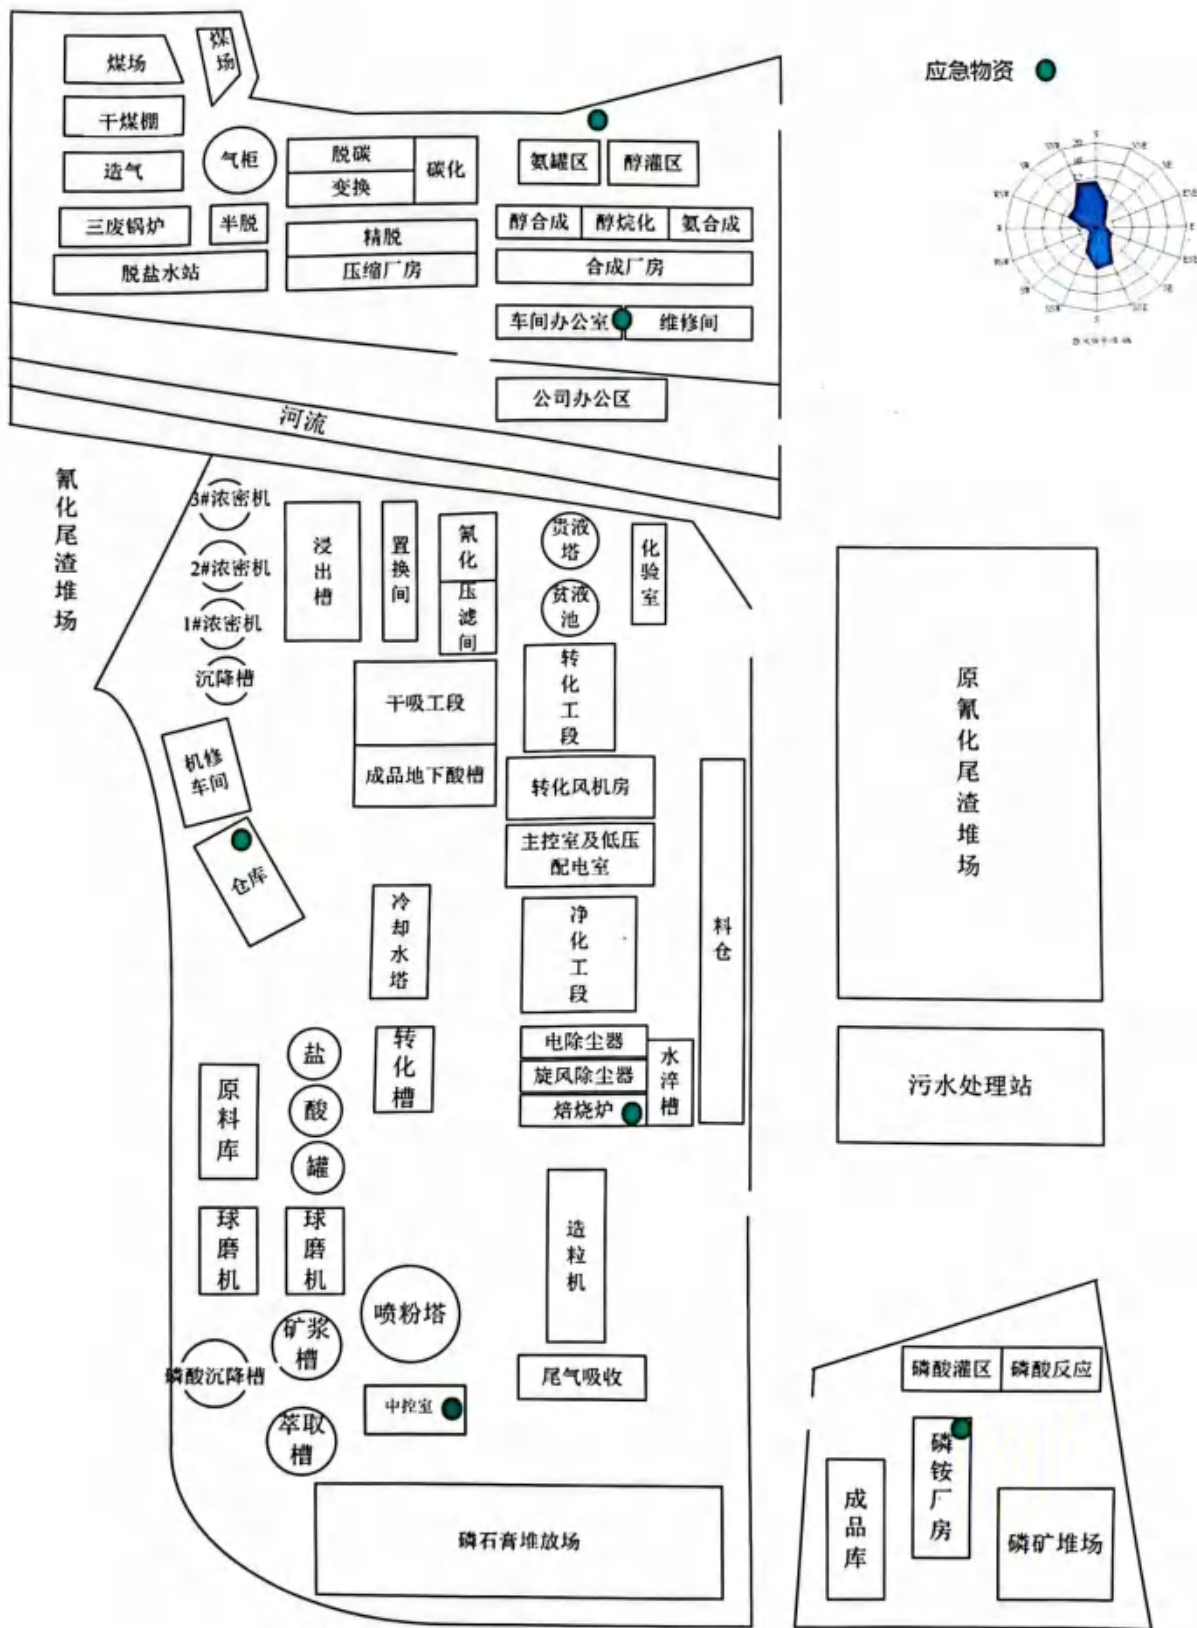 应急物资
煤场
煤场
干煤棚
造气
气柜
脱碳
变换
碳化
氨罐区
醇灌区
三废锅炉
半脱
精脱
醇合成
醇烷化
氨合成
脱盐水站
压缩厂房
合成厂房
车间办公室
维修间
公司办公区
河流
氰化尾渣堆场
3#浓密机
2#浓密机
1#浓密机
沉降槽
浸出槽
置换间
氰化
压滤间
贵液塔
贫液池
化验室
转化工段
干吸工段
成品地下酸槽
机修
车间
仓库
转化风机房
主控室及低压
配电室
冷却水塔
净化工段
料仓
原氰化尾渣堆场
污水处理站
转化槽
电除尘器
旋风除尘器
焙烧炉
水淬槽
盐
酸
罐
原料库
球磨机
球磨机
造粒机
喷粉塔
矿浆
槽
磷酸沉降槽
尾气吸收
中控室
萃取
槽
磷石膏堆放场
磷酸灌区
磷酸反应
磷铵厂房
成品库
磷矿堆场